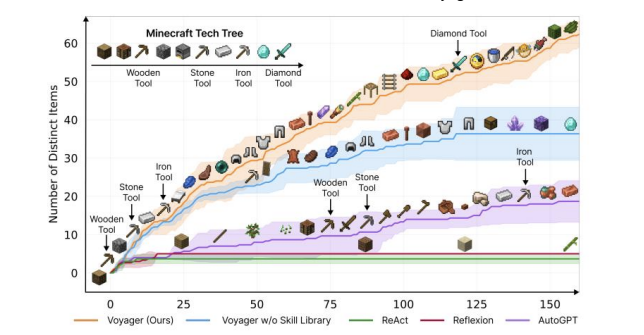 Minecraft Tech Tree
Wooden Tool
Stone Tool
Iron Tool
Diamond Tool
Diamond Tool
Wooden Tool
Stone Tool
Iron Tool
Wooden Tool
Stone Tool
Iron Tool
Number of Distinct Items
60
50
40
30
20
10
0
0 25 50 75 100 125 150
Voyager (Ours) Voyager w/o Skill Library ReAct Reflexion AutoGPT